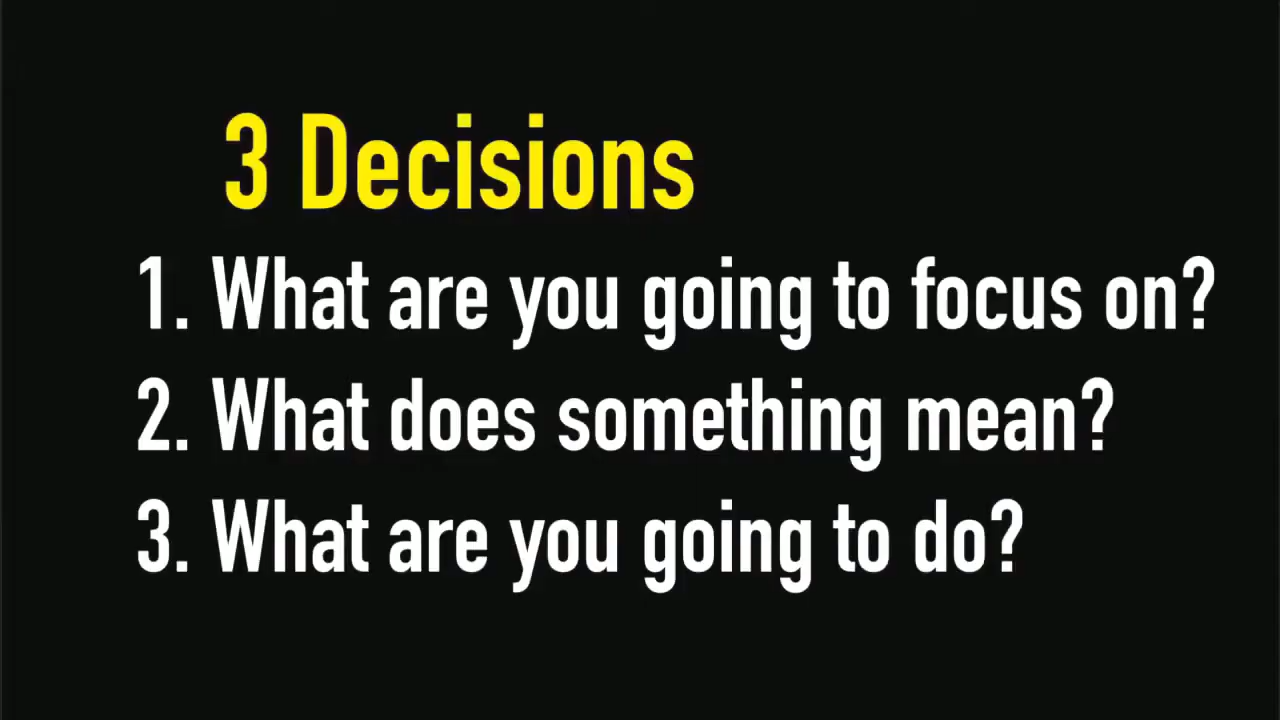 3 Decisions
1. What are you going to focus on?
2. What does something mean?
3. What are you going to do?